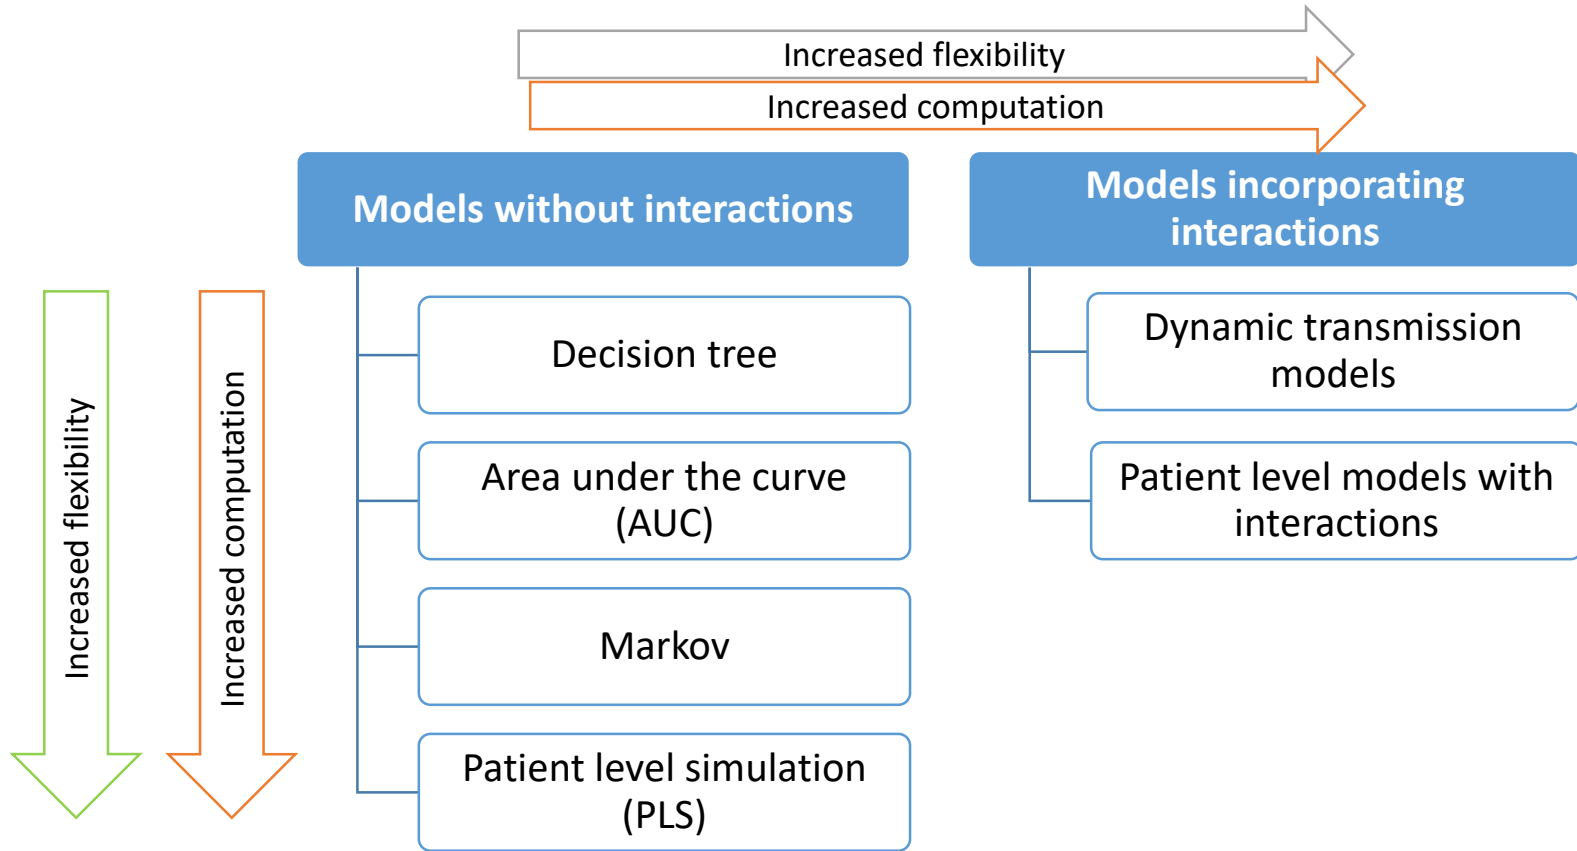 Increased flexibility
Increased computation
Models without interactions
Models incorporating
interactions
Increased flexibility
Increased computation
Decision tree
Area under the curve
(AUC)
Markov
Patient level simulation
(PLS)
Dynamic transmission
models
Patient level models with
interactions